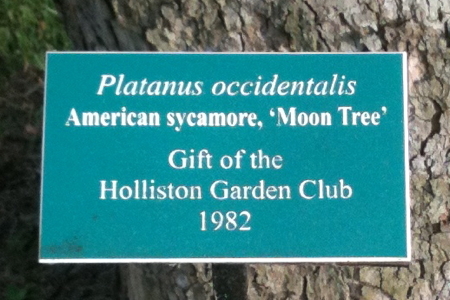 Platanus occidentalis
American sycamore, ‘Moon Tree’
Gift of the
Holliston Garden Club
1982